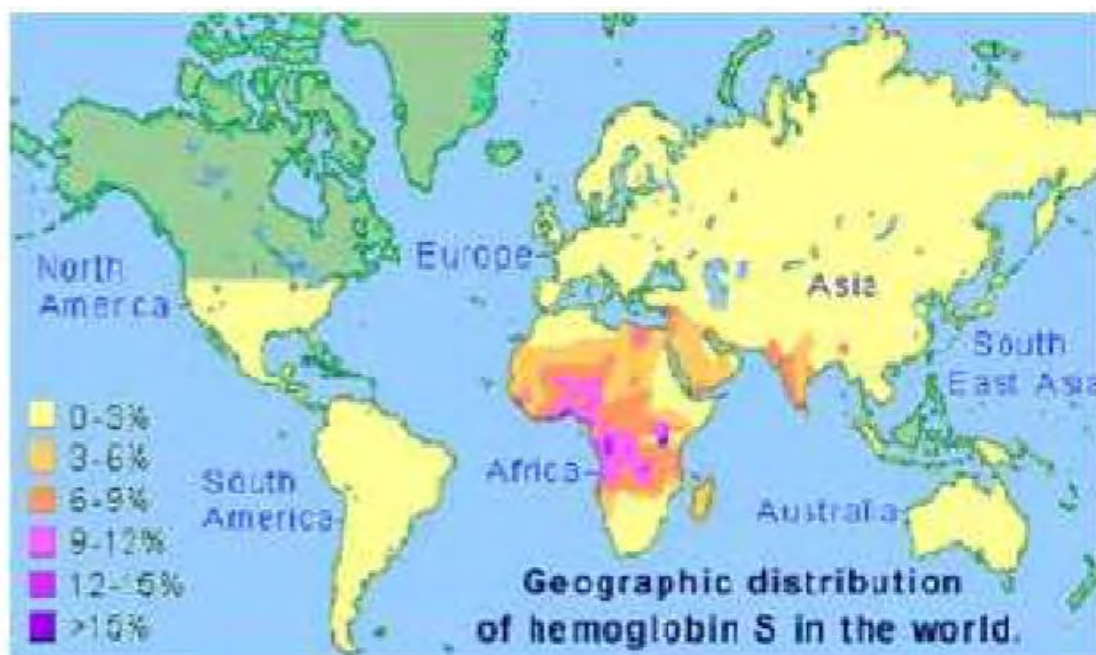 North
America
Europe
Asia
South
East Asia
0-3%
3-6%
6-9%
9-12%
12-15%
>15%
South
America
Africa
Australia
Geographic distribution
of hemoglobin S in the world.